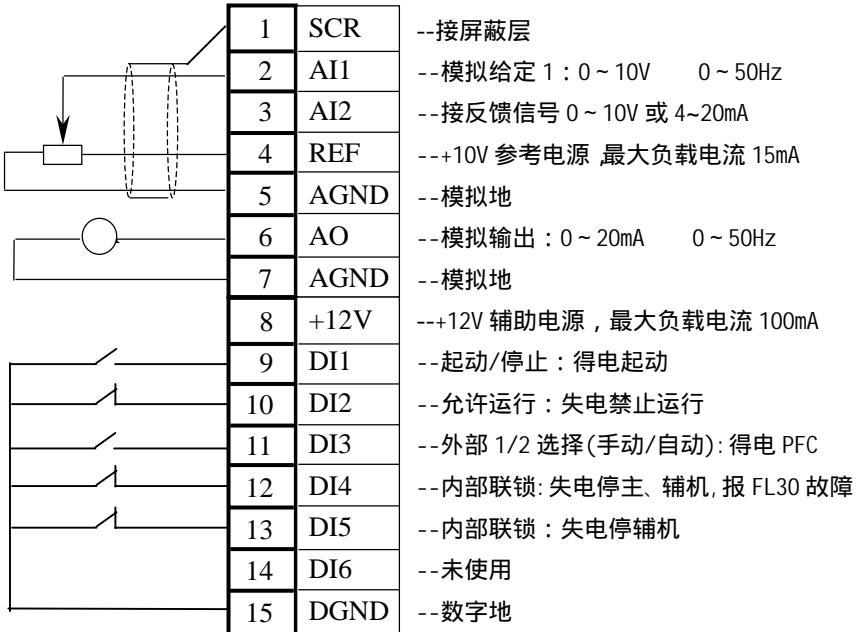 1 SCR --接屏蔽层
2 AI1 --模拟给定 1：0～10V 0～50Hz
3 AI2 --接反馈信号 0～10V 或 4~20mA
4 REF --+10V 参考电源,最大负载电流 15mA
5 AGND --模拟地
6 AO --模拟输出：0～20mA 0～50Hz
7 AGND --模拟地
8 +12V --+12V 辅助电源，最大负载电流 100mA
9 DI1 --起动/停止：得电起动
10 DI2 --允许运行：失电禁止运行
11 DI3 --外部 1/2 选择(手动/自动)：得电 PFC
12 DI4 --内部联锁：失电停主、辅机,报 FL30 故障
13 DI5 --内部联锁：失电停辅机
14 DI6 --未使用
15 DGND --数字地